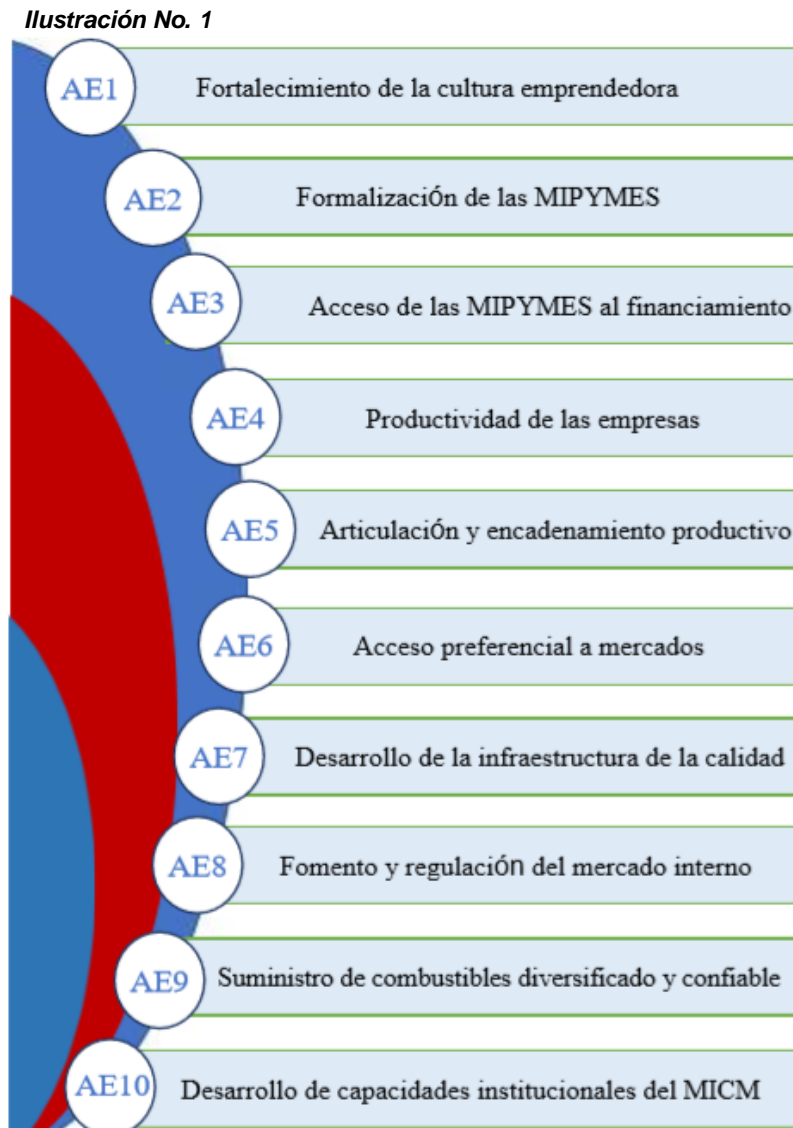 Ilustración No. 1
AE1 Fortalecimiento de la cultura emprendedora
AE2 Formalización de las MIPYMES
AE3 Acceso de las MIPYMES al financiamiento
AE4 Productividad de las empresas
AE5 Articulación y encadenamiento productivo
AE6 Acceso preferencial a mercados
AE7 Desarrollo de la infraestructura de la calidad
AE8 Fomento y regulación del mercado interno
AE9 Suministro de combustibles diversificado y confiable
AE10 Desarrollo de capacidades institucionales del MICM